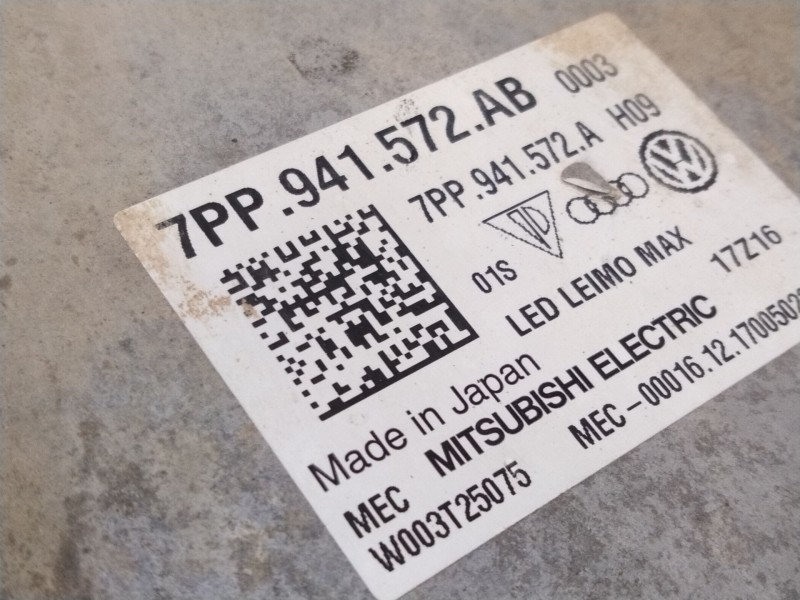 7PP.941.572.AB 0003
7PP.941.572.A H09
01S
LED LEIMO MAX 17Z16
Made in Japan
MEC MITSUBISHI ELECTRIC
W003T25075 MEC-00016.12.1700502